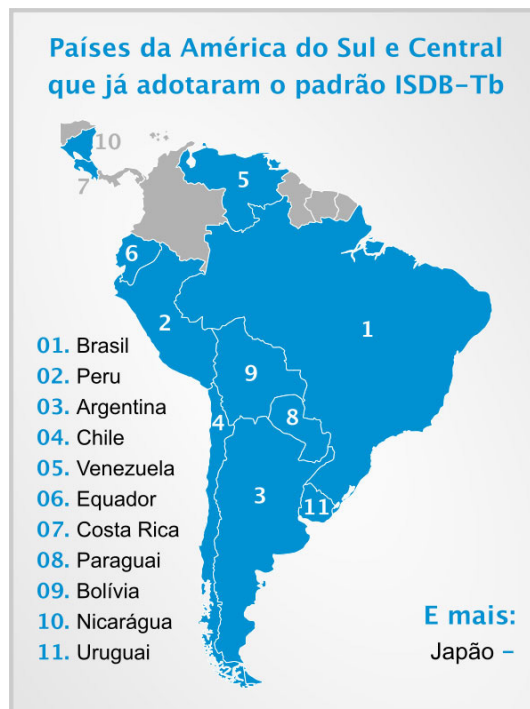 Países da América do Sul e Central
que já adotaram o padrão ISDB-Tb
10
7
5
6
2
1
9
8
4
3
11
01. Brasil
02. Peru
03. Argentina
04. Chile
05. Venezuela
06. Equador
07. Costa Rica
08. Paraguai
09. Bolívia
10. Nicarágua
11. Uruguai
E mais:
Japão -